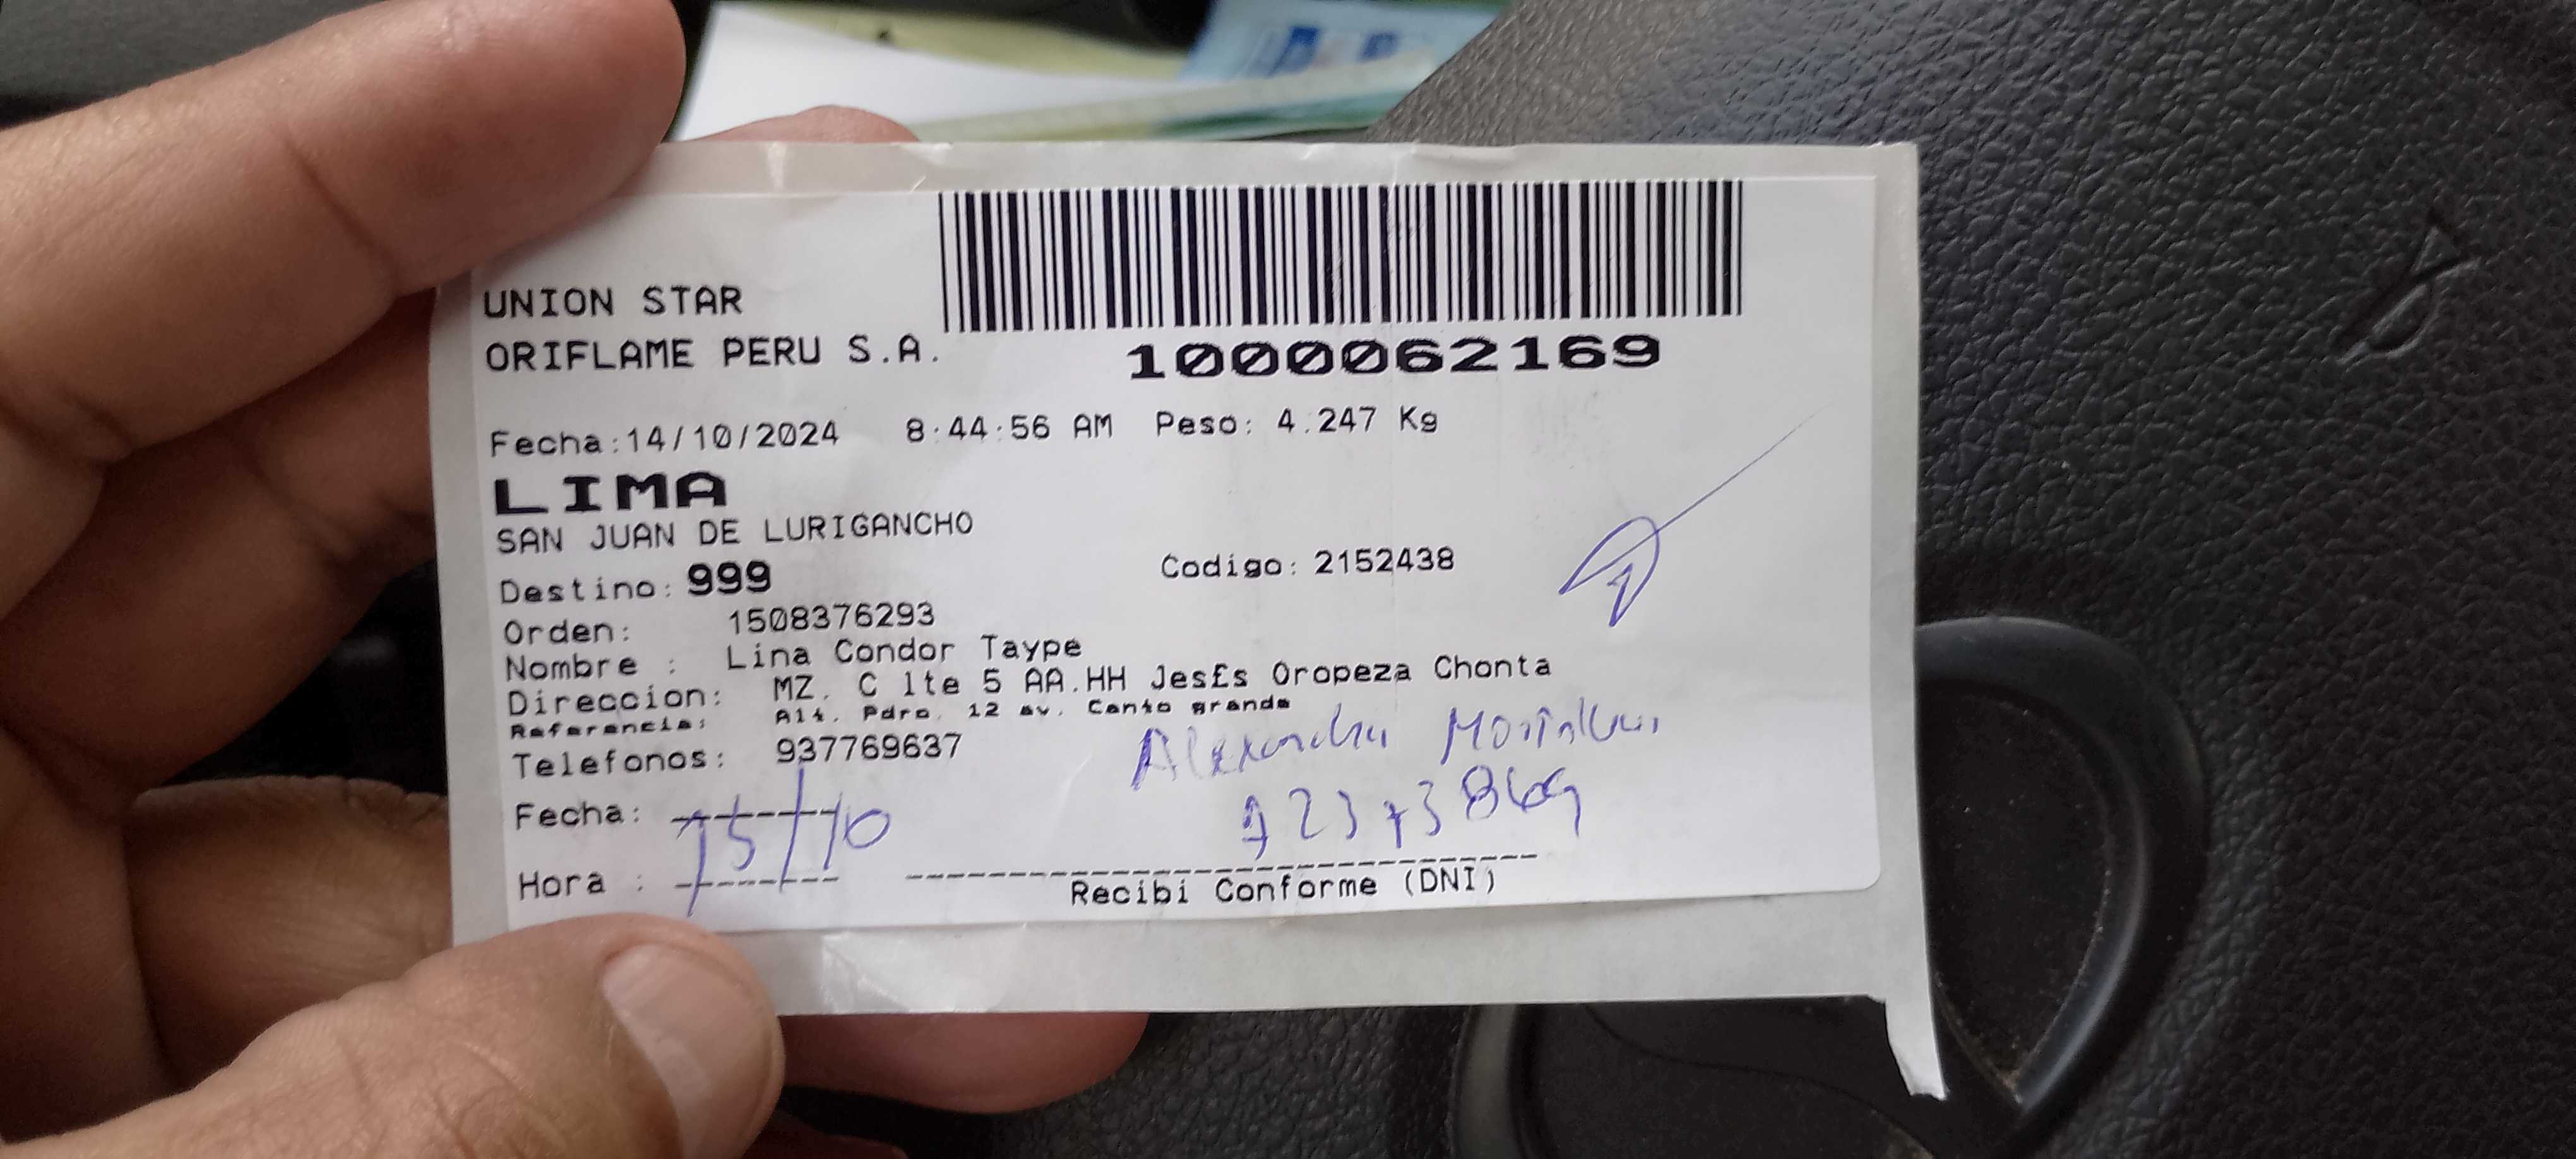 UNION STAR
ORIFLAME PERU S.A.
1000062169
Fecha:14/10/2024 8:44:56 AM Peso: 4.247 Kg
LIMA
SAN JUAN DE LURIGANCHO
Destino: 999 Codigo: 2152438
Orden: 1508376293
Nombre : Lina Condor Taype
Direccion: MZ. C lte 5 AA.HH Jes£s Oropeza Chonta
Referencia: Alt. Pdro. 12 av. Canto grande
Telefonos: 937769637
Fecha: 15/10
Hora :
Recibi Conforme (DNI)